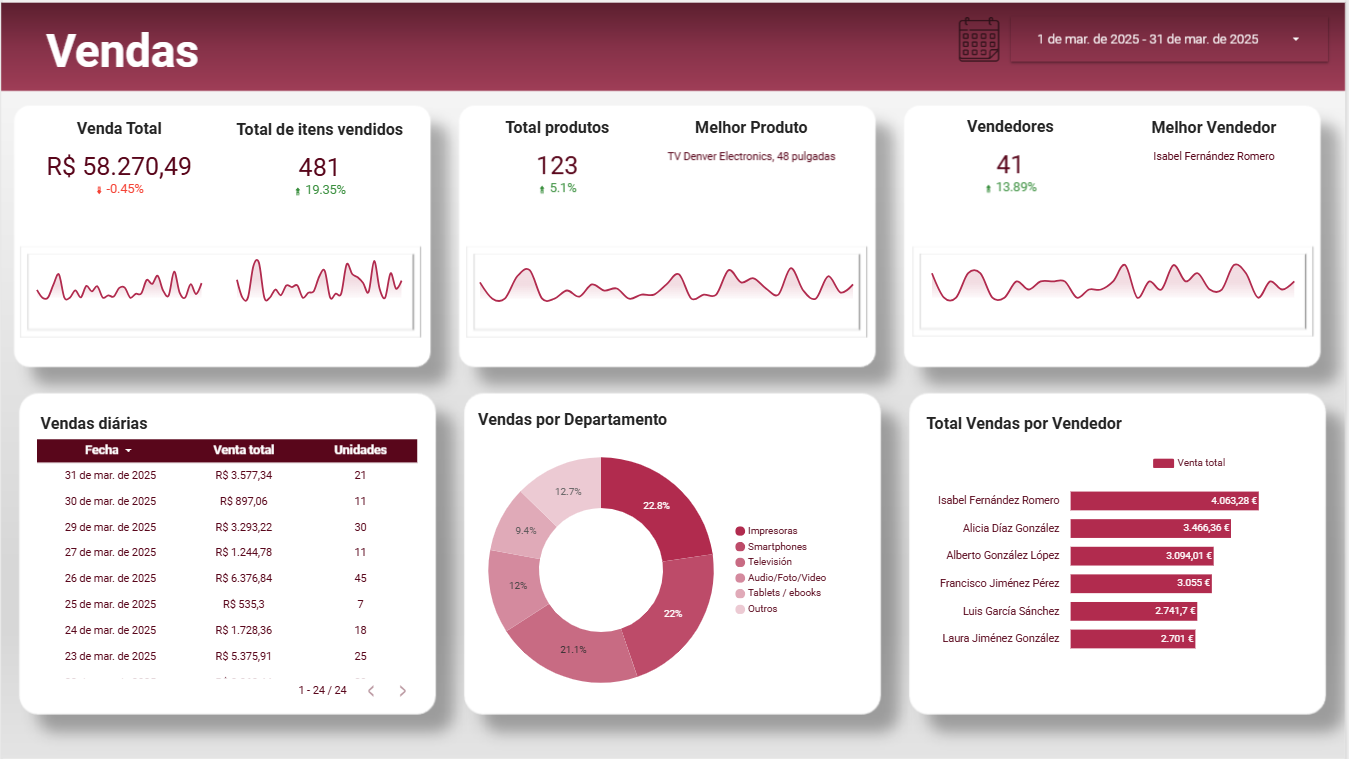 Vendas
1 de mar. de 2025 - 31 de mar. de 2025
Venda Total
R$ 58.270,49
-0.45%
Total de itens vendidos
481
19.35%
Total produtos
123
5.1%
Melhor Produto
TV Denver Electronics, 48 pulgadas
Vendedores
41
13.89%
Melhor Vendedor
Isabel Fernández Romero
Vendas diárias
Fecha Venta total Unidades
31 de mar. de 2025 R$ 3.577,34 21
30 de mar. de 2025 R$ 897,06 11
29 de mar. de 2025 R$ 3.293,22 30
27 de mar. de 2025 R$ 1.244,78 11
26 de mar. de 2025 R$ 6.376,84 45
25 de mar. de 2025 R$ 535,3 7
24 de mar. de 2025 R$ 1.728,36 18
23 de mar. de 2025 R$ 5.375,91 25
1 - 24 / 24
Vendas por Departamento
22.8%
22%
21.1%
12%
9.4%
12.7%
Impresoras
Smartphones
Televisión
Audio/Foto/Video
Tablets / ebooks
Outros
Total Vendas por Vendedor
Venta total
Isabel Fernández Romero 4.063,28 €
Alicia Díaz González 3.466,36 €
Alberto González López 3.094,01 €
Francisco Jiménez Pérez 3.055 €
Luis García Sánchez 2.741,7 €
Laura Jiménez González 2.701 €